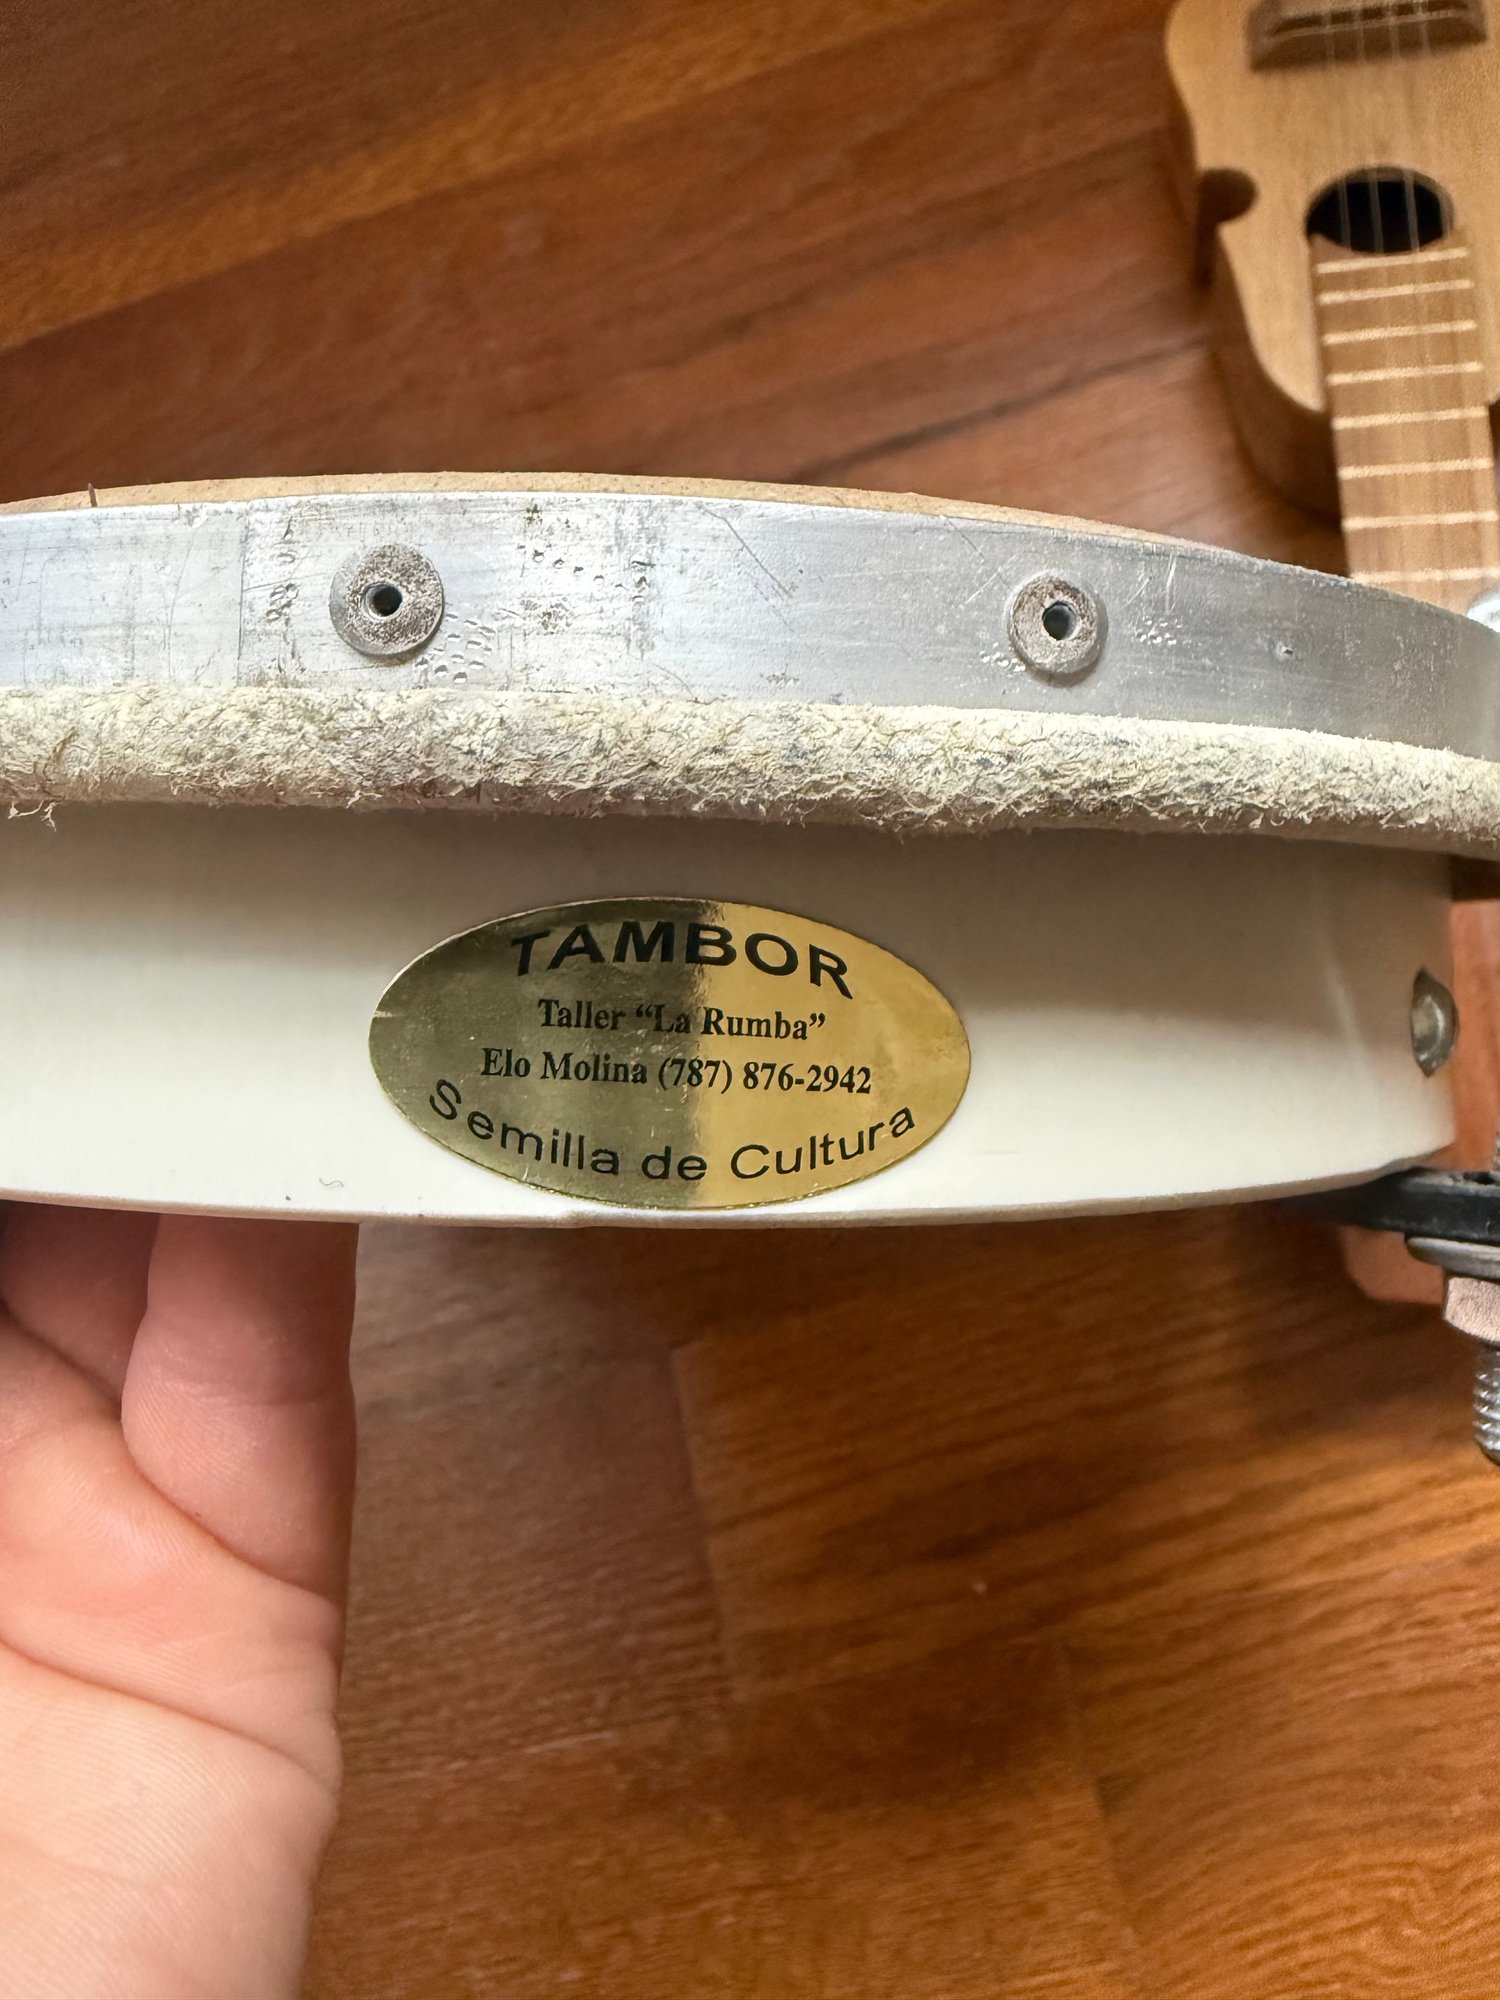 TAMBOR
Taller “La Rumba”
Elo Molina (787) 876-2942
Semilla de Cultura